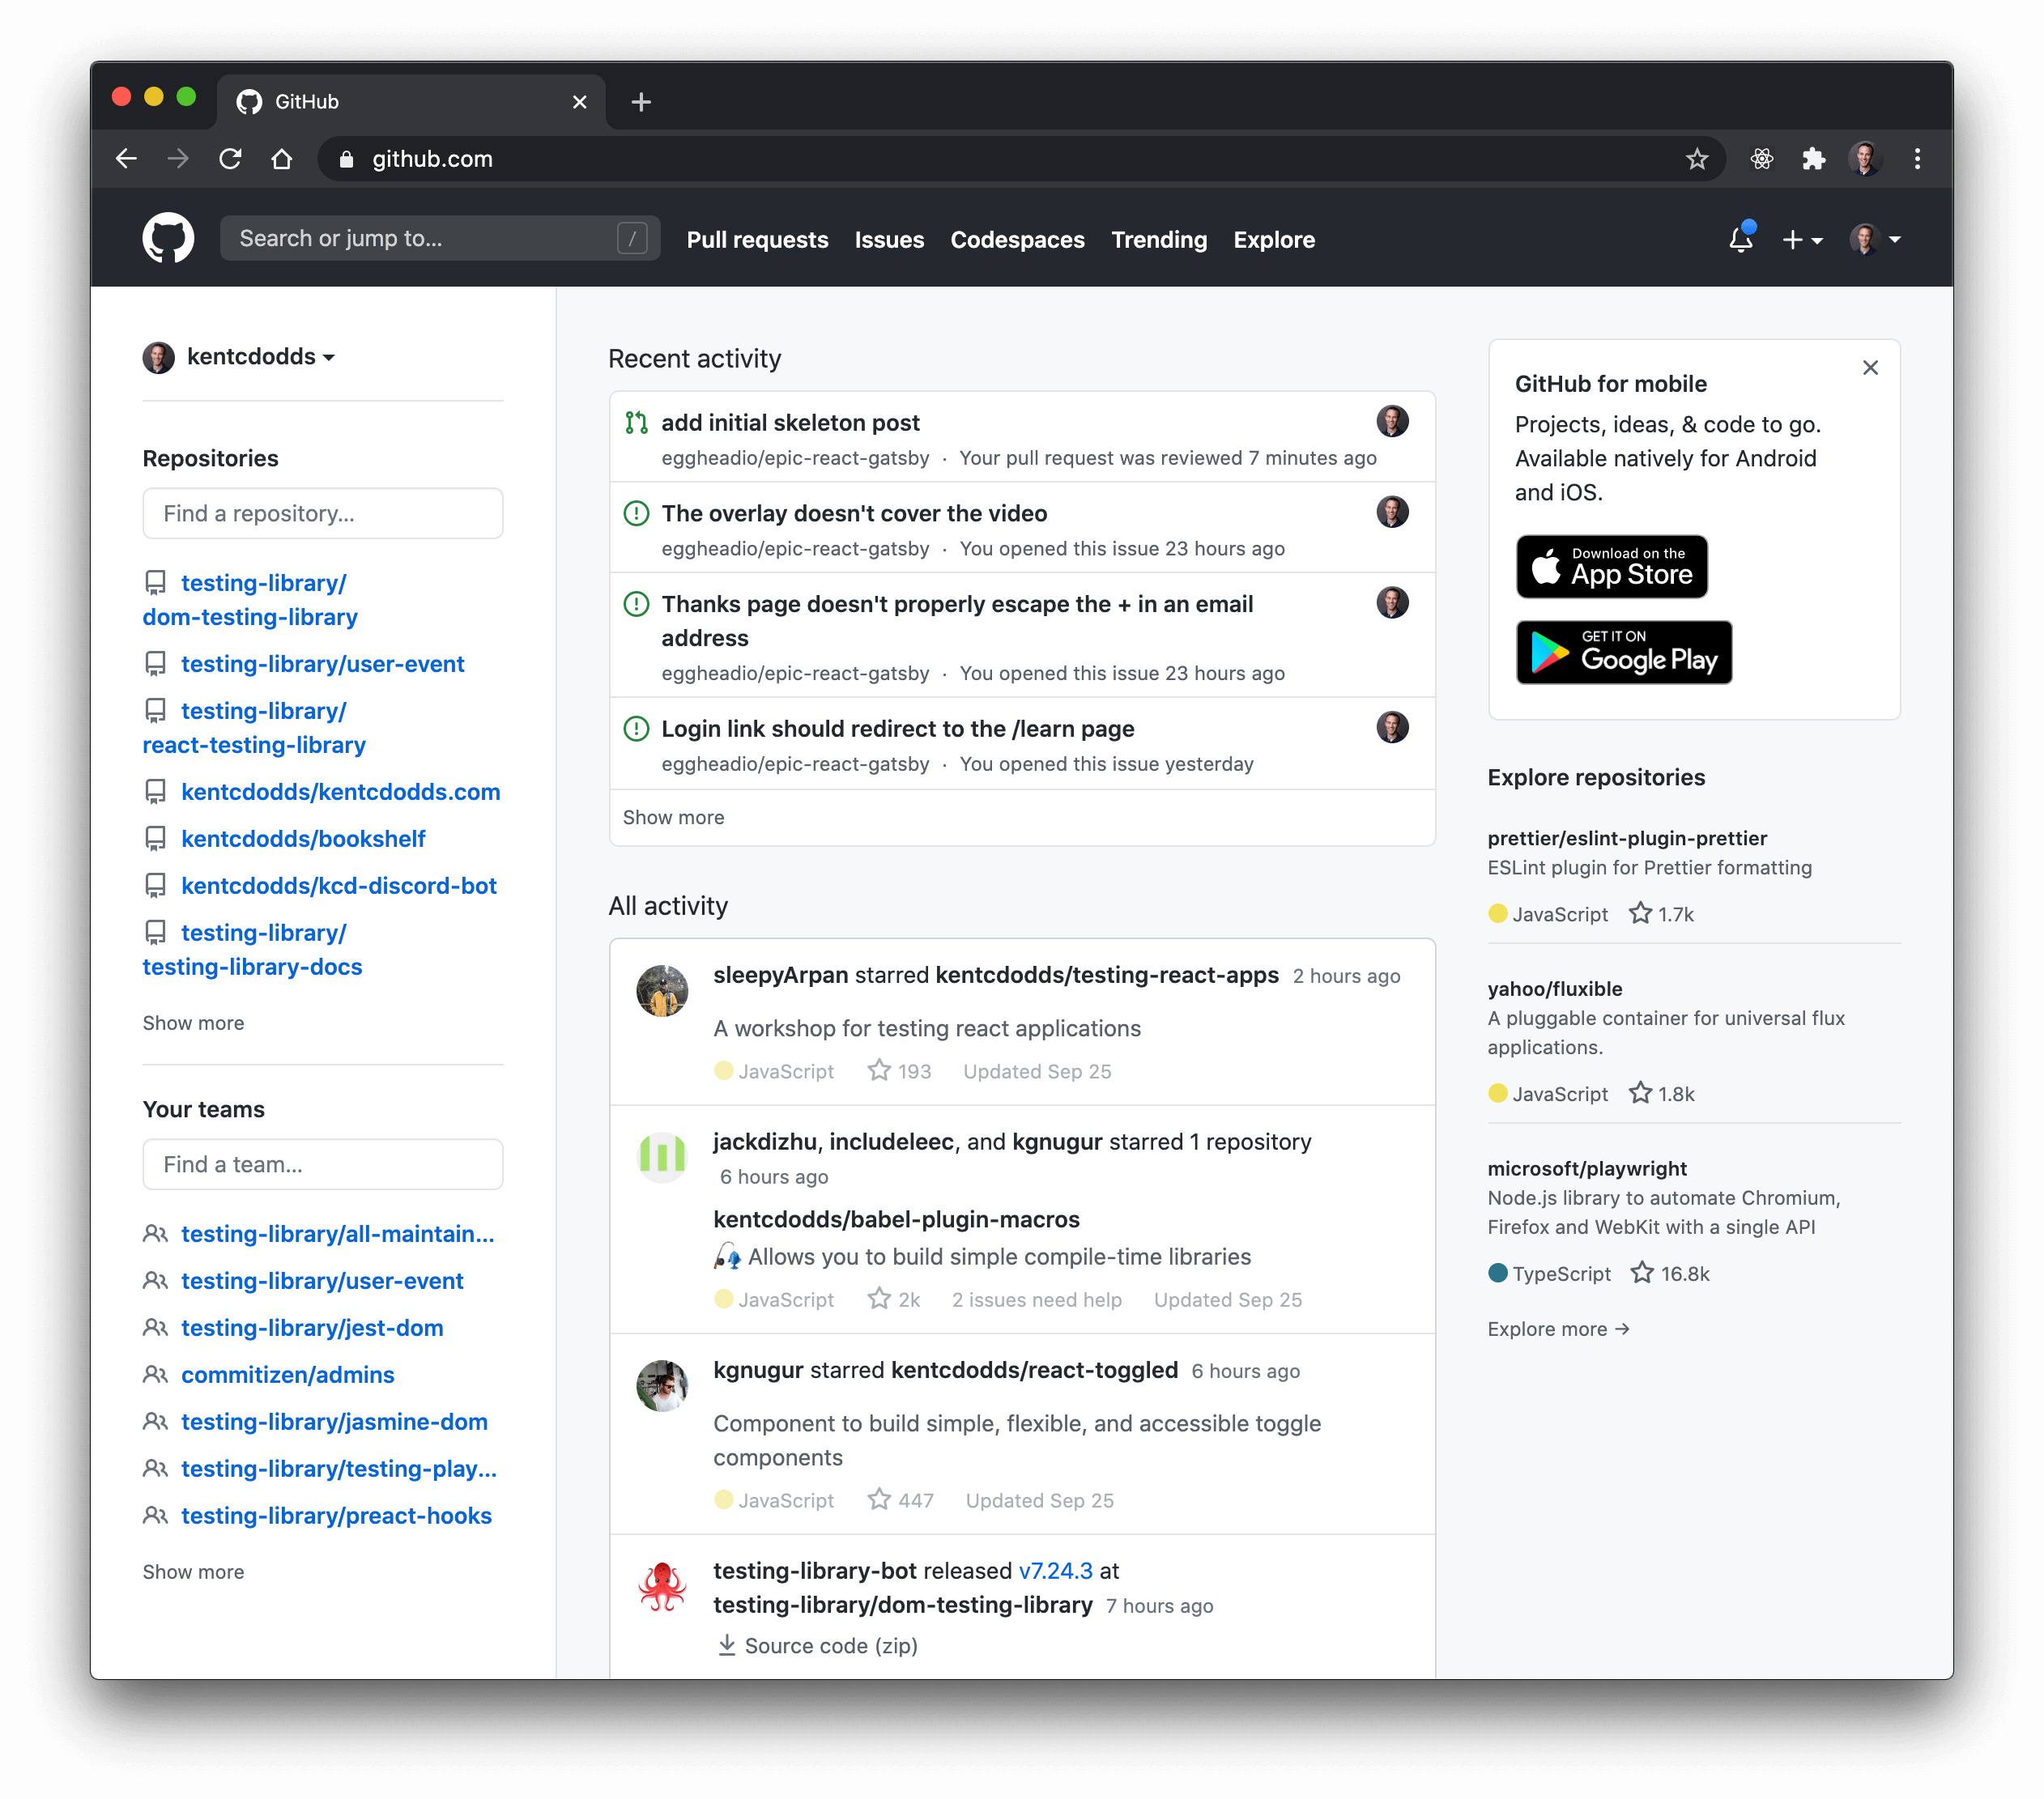 GitHub
github.com
Search or jump to...
/
Pull requests
Issues
Codespaces
Trending
Explore
kentcdodds
Repositories
Find a repository...
testing-library/
dom-testing-library
testing-library/user-event
testing-library/
react-testing-library
kentcdodds/kentcdodds.com
kentcdodds/bookshelf
kentcdodds/kcd-discord-bot
testing-library/
testing-library-docs
Show more
Your teams
Find a team...
testing-library/all-maintain...
testing-library/user-event
testing-library/jest-dom
commitizen/admins
testing-library/jasmine-dom
testing-library/testing-play...
testing-library/preact-hooks
Show more
Recent activity
add initial skeleton post
eggheadio/epic-react-gatsby · Your pull request was reviewed 7 minutes ago
The overlay doesn't cover the video
eggheadio/epic-react-gatsby · You opened this issue 23 hours ago
Thanks page doesn't properly escape the + in an email
address
eggheadio/epic-react-gatsby · You opened this issue 23 hours ago
Login link should redirect to the /learn page
eggheadio/epic-react-gatsby · You opened this issue yesterday
Show more
All activity
sleepyArpan starred kentcdodds/testing-react-apps 2 hours ago
A workshop for testing react applications
JavaScript 193 Updated Sep 25
jackdizhu, includeleec, and kgnugur starred 1 repository
6 hours ago
kentcdodds/babel-plugin-macros
🎣 Allows you to build simple compile-time libraries
JavaScript 2k 2 issues need help Updated Sep 25
kgnugur starred kentcdodds/react-toggled 6 hours ago
Component to build simple, flexible, and accessible toggle
components
JavaScript 447 Updated Sep 25
testing-library-bot released v7.24.3 at
testing-library/dom-testing-library 7 hours ago
Source code (zip)
GitHub for mobile
Projects, ideas, & code to go.
Available natively for Android
and iOS.
Download on the
App Store
GET IT ON
Google Play
Explore repositories
prettier/eslint-plugin-prettier
ESLint plugin for Prettier formatting
JavaScript 1.7k
yahoo/fluxible
A pluggable container for universal flux
applications.
JavaScript 1.8k
microsoft/playwright
Node.js library to automate Chromium,
Firefox and WebKit with a single API
TypeScript 16.8k
Explore more →